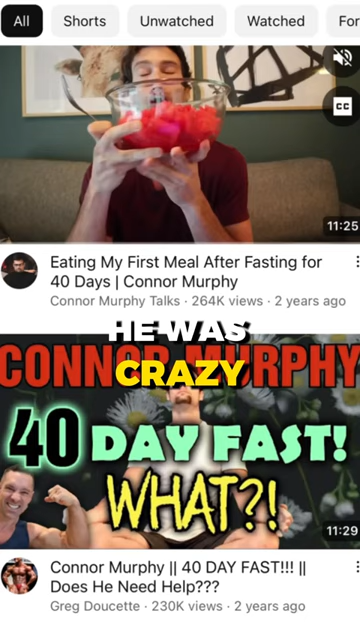 All
Shorts
Unwatched
Watched
For
CC
11:25
Eating My First Meal After Fasting for
40 Days | Connor Murphy
Connor Murphy Talks · 264K views · 2 years ago
HE WAS
CONNOR MURPHY
CRAZY
40 DAY FAST!
WHAT?!
11:29
Connor Murphy || 40 DAY FAST!!! ||
Does He Need Help???
Greg Doucette · 230K views · 2 years ago